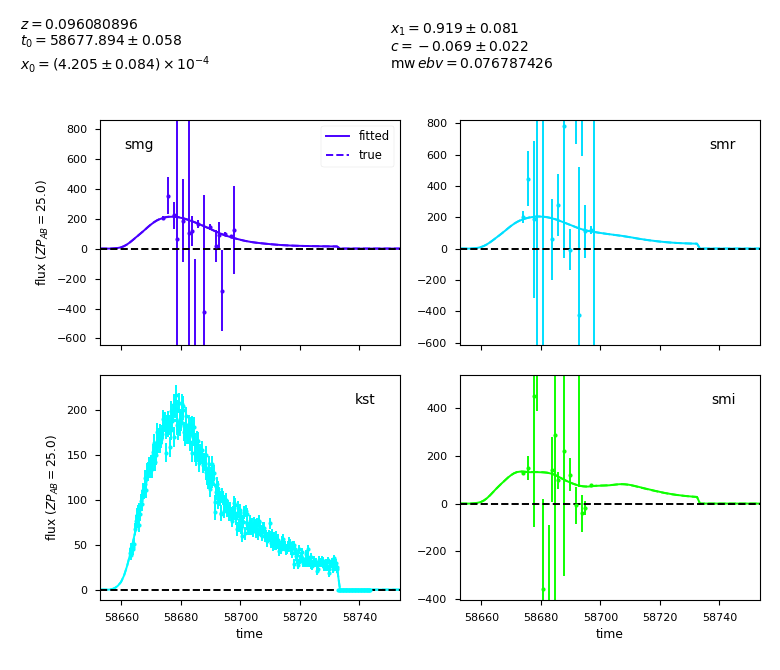 z = 0.096080896
t₀ = 58677.894 ± 0.058
x₀ = (4.205 ± 0.084) × 10⁻⁴
x₁ = 0.919 ± 0.081
c = −0.069 ± 0.022
mw ebv = 0.076787426
smg
fitted
true
800
600
400
200
0
−200
−400
−600
flux (ZP_AB = 25.0)
smr
800
600
400
200
0
−200
−400
−600
kst
200
150
100
50
0
flux (ZP_AB = 25.0)
58660 58680 58700 58720 58740
time
smi
400
200
0
−200
−400
58660 58680 58700 58720 58740
time